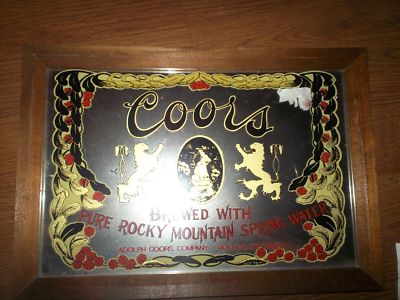 Coors
BREWED WITH
PURE ROCKY MOUNTAIN SPRING WATER
ADOLPH COORS COMPANY